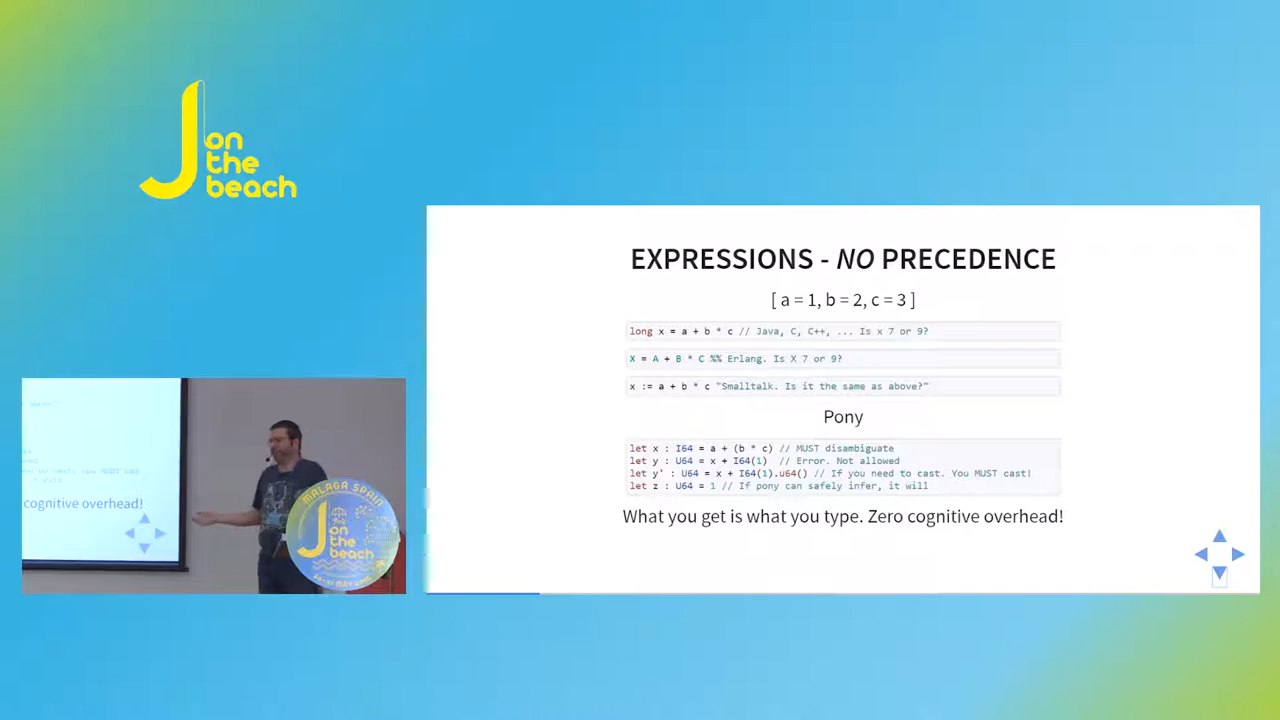 J on
the
beach
EXPRESSIONS - NO PRECEDENCE
[ a = 1, b = 2, c = 3 ]
long x = a + b * c // Java, C, C++, ... Is x 7 or 9?
X = A + B * C %% Erlang. Is X 7 or 9?
x := a + b * c "Smalltalk. Is it the same as above?"
Pony
let x : I64 = a + (b * c) // MUST disambiguate
let y : U64 = x + I64(1) // Error. Not allowed
let y' : U64 = x + I64(1).u64() // If you need to cast. You MUST cast!
let z : U64 = 1 // If pony can safely infer, it will
What you get is what you type. Zero cognitive overhead!
cognitive overhead!
MALAGA SPAIN
J on
the
beach